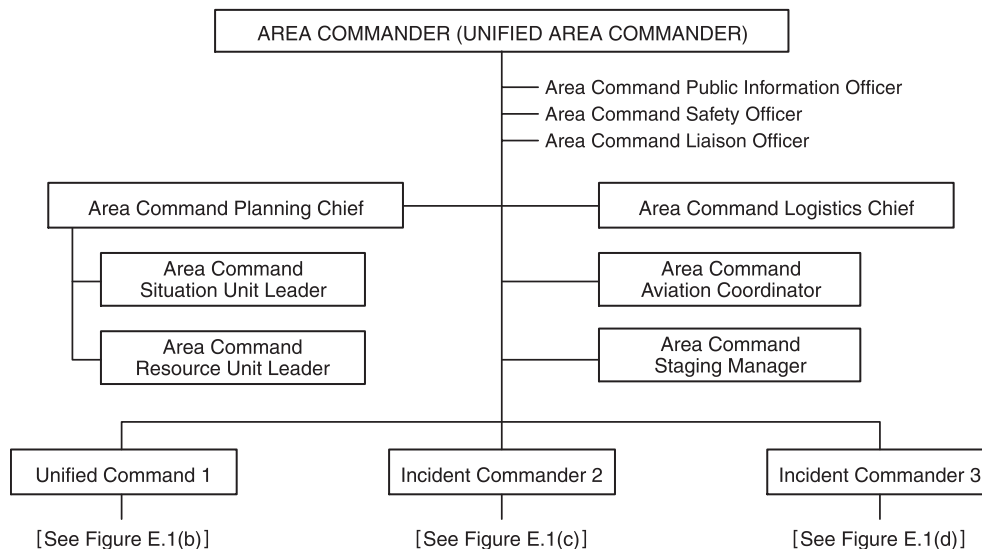 AREA COMMANDER (UNIFIED AREA COMMANDER)
Area Command Public Information Officer
Area Command Safety Officer
Area Command Liaison Officer
Area Command Planning Chief
Area Command Logistics Chief
Area Command
Situation Unit Leader
Area Command
Aviation Coordinator
Area Command
Resource Unit Leader
Area Command
Staging Manager
Unified Command 1
Incident Commander 2
Incident Commander 3
[See Figure E.1(b)]
[See Figure E.1(c)]
[See Figure E.1(d)]